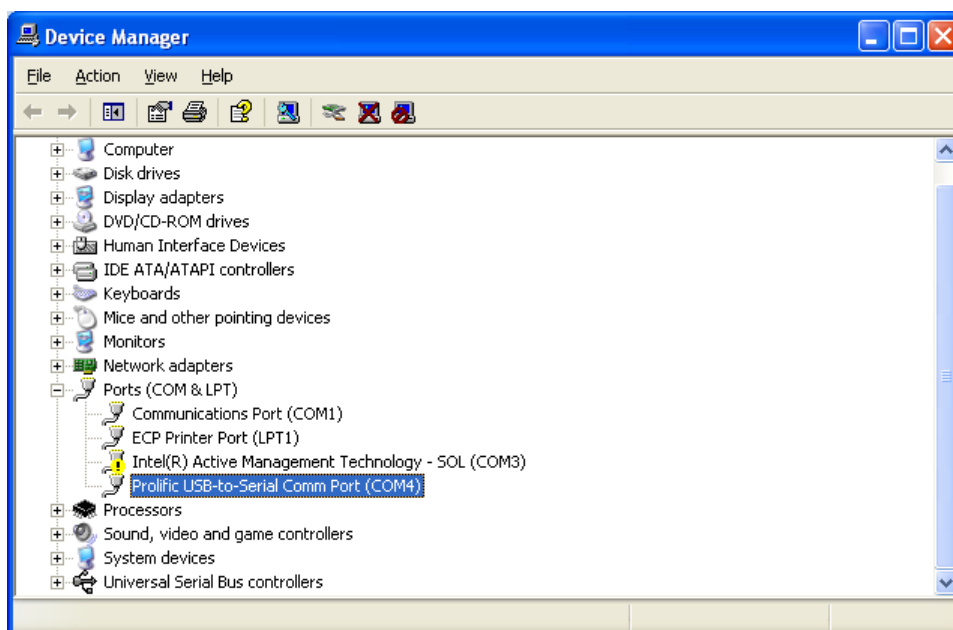 Device Manager
File Action View Help
Computer
Disk drives
Display adapters
DVD/CD-ROM drives
Human Interface Devices
IDE ATA/ATAPI controllers
Keyboards
Mice and other pointing devices
Monitors
Network adapters
Ports (COM & LPT)
Communications Port (COM1)
ECP Printer Port (LPT1)
Intel(R) Active Management Technology - SOL (COM3)
Prolific USB-to-Serial Comm Port (COM4)
Processors
Sound, video and game controllers
System devices
Universal Serial Bus controllers